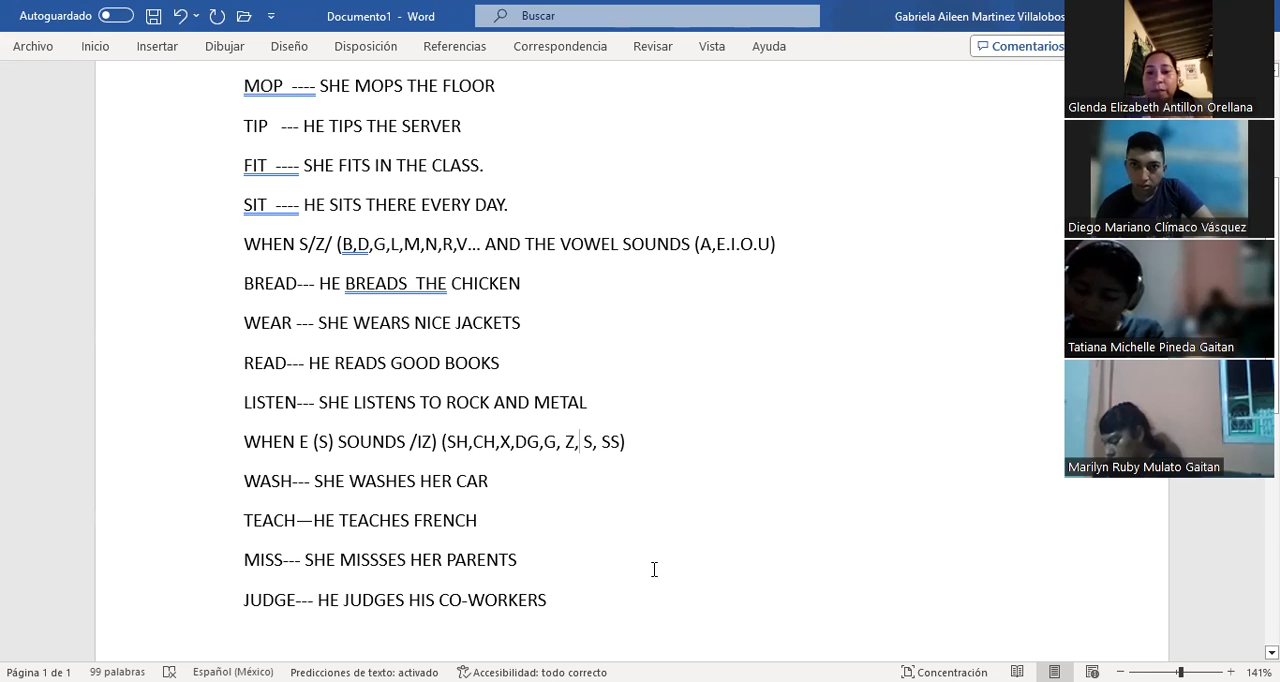 Autoguardado
Documento1 - Word
Buscar
Gabriela Aileen Martinez Villalobos
Archivo Inicio Insertar Dibujar Diseño Disposición Referencias Correspondencia Revisar Vista Ayuda
Comentarios
MOP ---- SHE MOPS THE FLOOR
TIP --- HE TIPS THE SERVER
FIT ---- SHE FITS IN THE CLASS.
SIT ---- HE SITS THERE EVERY DAY.
WHEN S/Z/ (B,D,G,L,M,N,R,V... AND THE VOWEL SOUNDS (A,E.I.O.U)
BREAD--- HE BREADS THE CHICKEN
WEAR --- SHE WEARS NICE JACKETS
READ--- HE READS GOOD BOOKS
LISTEN--- SHE LISTENS TO ROCK AND METAL
WHEN E (S) SOUNDS /IZ) (SH,CH,X,DG,G, Z, S, SS)
WASH--- SHE WASHES HER CAR
TEACH—HE TEACHES FRENCH
MISS--- SHE MISSSES HER PARENTS
JUDGE--- HE JUDGES HIS CO-WORKERS
Glenda Elizabeth Antillon Orellana
Diego Mariano Clímaco Vásquez
Tatiana Michelle Pineda Gaitan
Marilyn Ruby Mulato Gaitan
Página 1 de 1 99 palabras Español (México) Predicciones de texto: activado Accesibilidad: todo correcto Concentración 141%